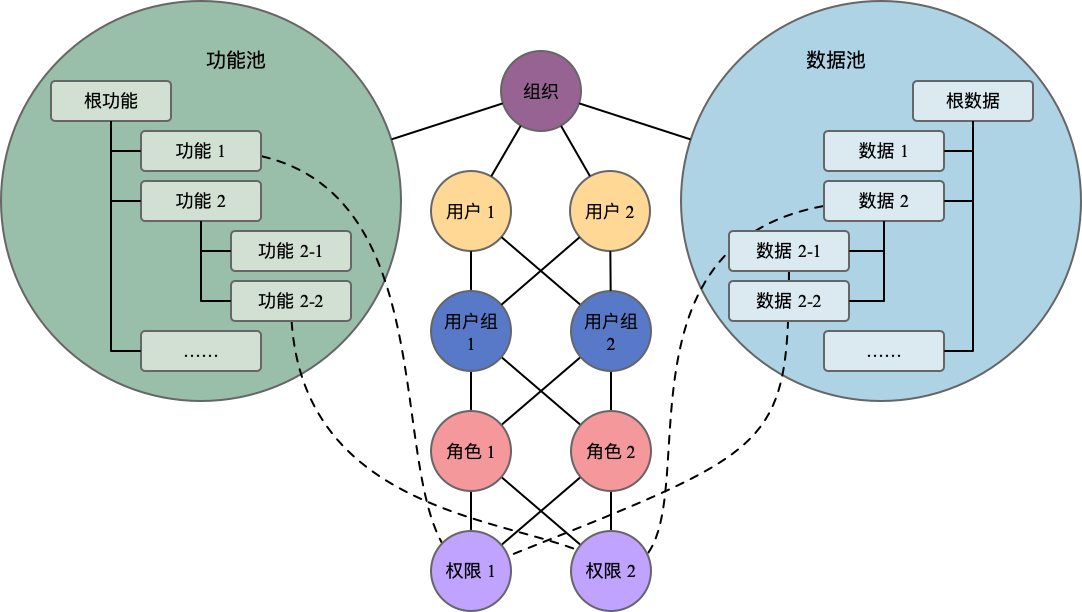 功能池
根功能
功能 1
功能 2
功能 2-1
功能 2-2
……
组织
用户 1
用户 2
用户组
1
用户组
2
角色 1
角色 2
权限 1
权限 2
数据池
根数据
数据 1
数据 2
数据 2-1
数据 2-2
……